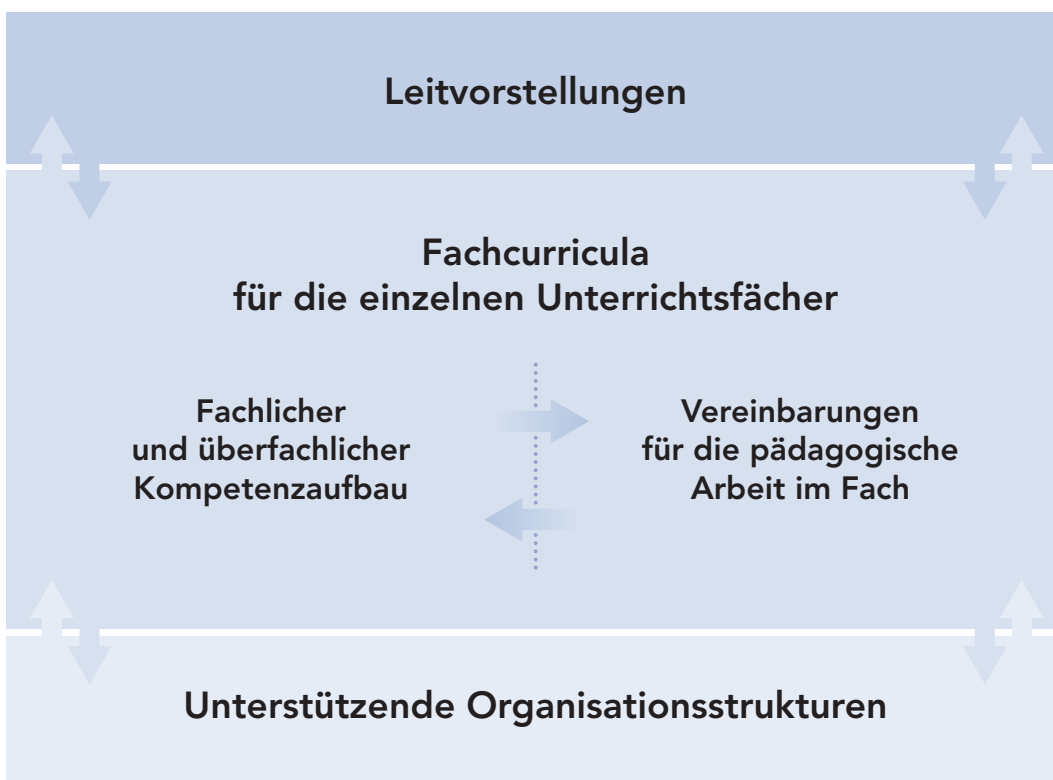 Leitvorstellungen
Fachcurricula
für die einzelnen Unterrichtsfächer
Fachlicher
und überfachlicher
Kompetenzaufbau
Vereinbarungen
für die pädagogische
Arbeit im Fach
Unterstützende Organisationsstrukturen